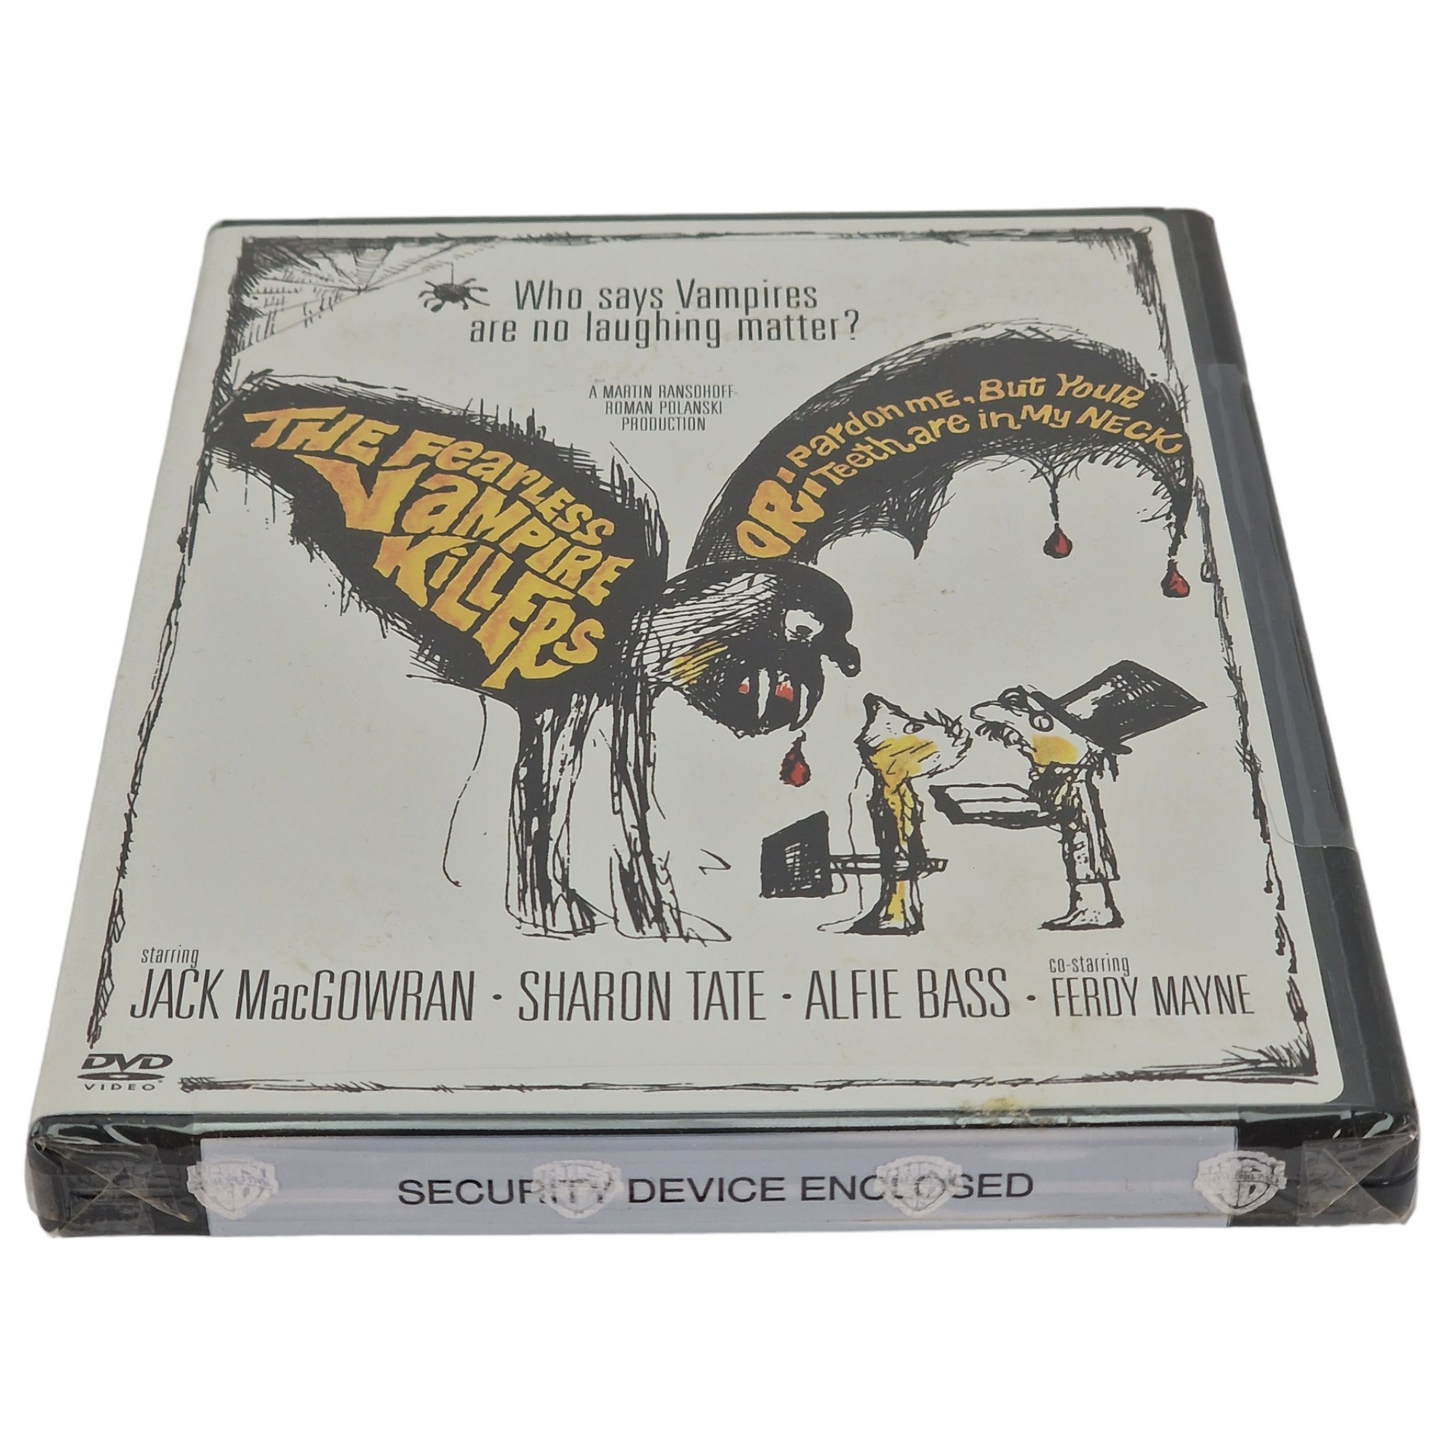 Who says Vampires
are no laughing matter?
A MARTIN RANSOHOFF-
ROMAN POLANSKI
PRODUCTION
THE FeaRLESS
VAMPIRE
KiLLERS
OR: Pardon mE, But YOUR
Teeth are in My NECK
starring
JACK MacGOWRAN · SHARON TATE · ALFIE BASS · co-starring FERDY MAYNE
DVD
VIDEO
SECURITY DEVICE ENCLOSED